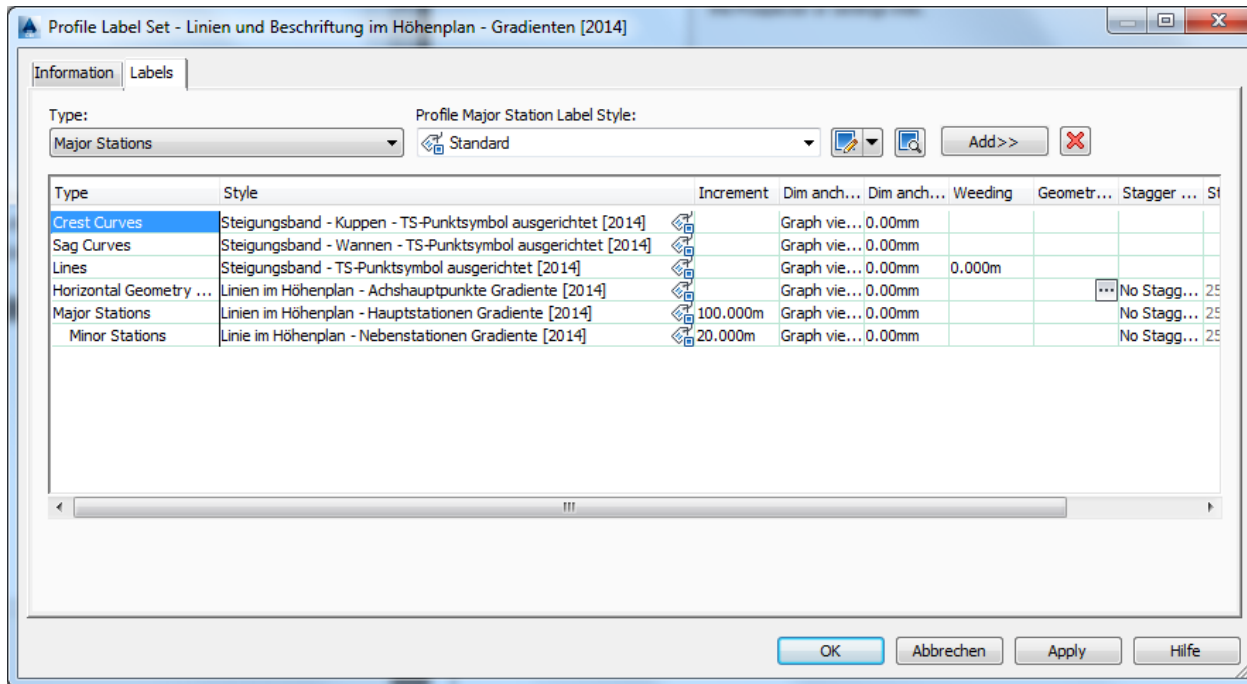 Profile Label Set - Linien und Beschriftung im Höhenplan - Gradienten [2014]
Information Labels
Type: Profile Major Station Label Style:
Major Stations Standard Add>>
Type Style Increment Dim anch... Dim anch... Weeding Geometr... Stagger ... St
Crest Curves Steigungsband - Kuppen - TS-Punktsymbol ausgerichtet [2014] Graph vie... 0.00mm
Sag Curves Steigungsband - Wannen - TS-Punktsymbol ausgerichtet [2014] Graph vie... 0.00mm
Lines Steigungsband - TS-Punktsymbol ausgerichtet [2014] Graph vie... 0.00mm 0.000m
Horizontal Geometry ... Linien im Höhenplan - Achshauptpunkte Gradiente [2014] Graph vie... 0.00mm ... No Stagg... 25
Major Stations Linien im Höhenplan - Hauptstationen Gradiente [2014] 100.000m Graph vie... 0.00mm No Stagg... 25
Minor Stations Linie im Höhenplan - Nebenstationen Gradiente [2014] 20.000m Graph vie... 0.00mm No Stagg... 25
OK Abbrechen Apply Hilfe